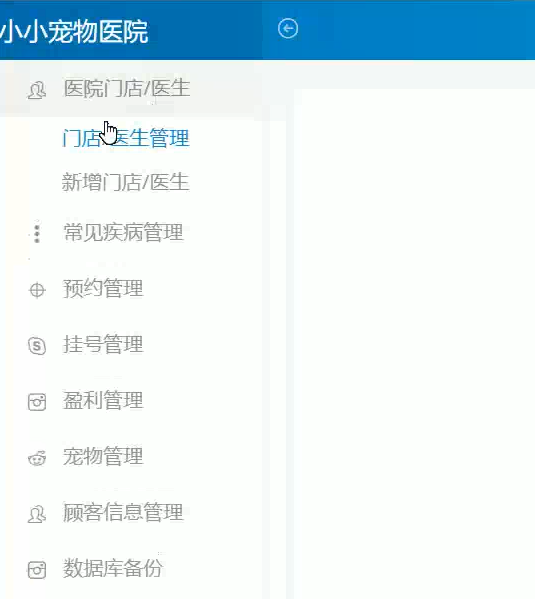 小小宠物医院
医院门店/医生
门店/医生管理
新增门店/医生
常见疾病管理
预约管理
挂号管理
盈利管理
宠物管理
顾客信息管理
数据库备份